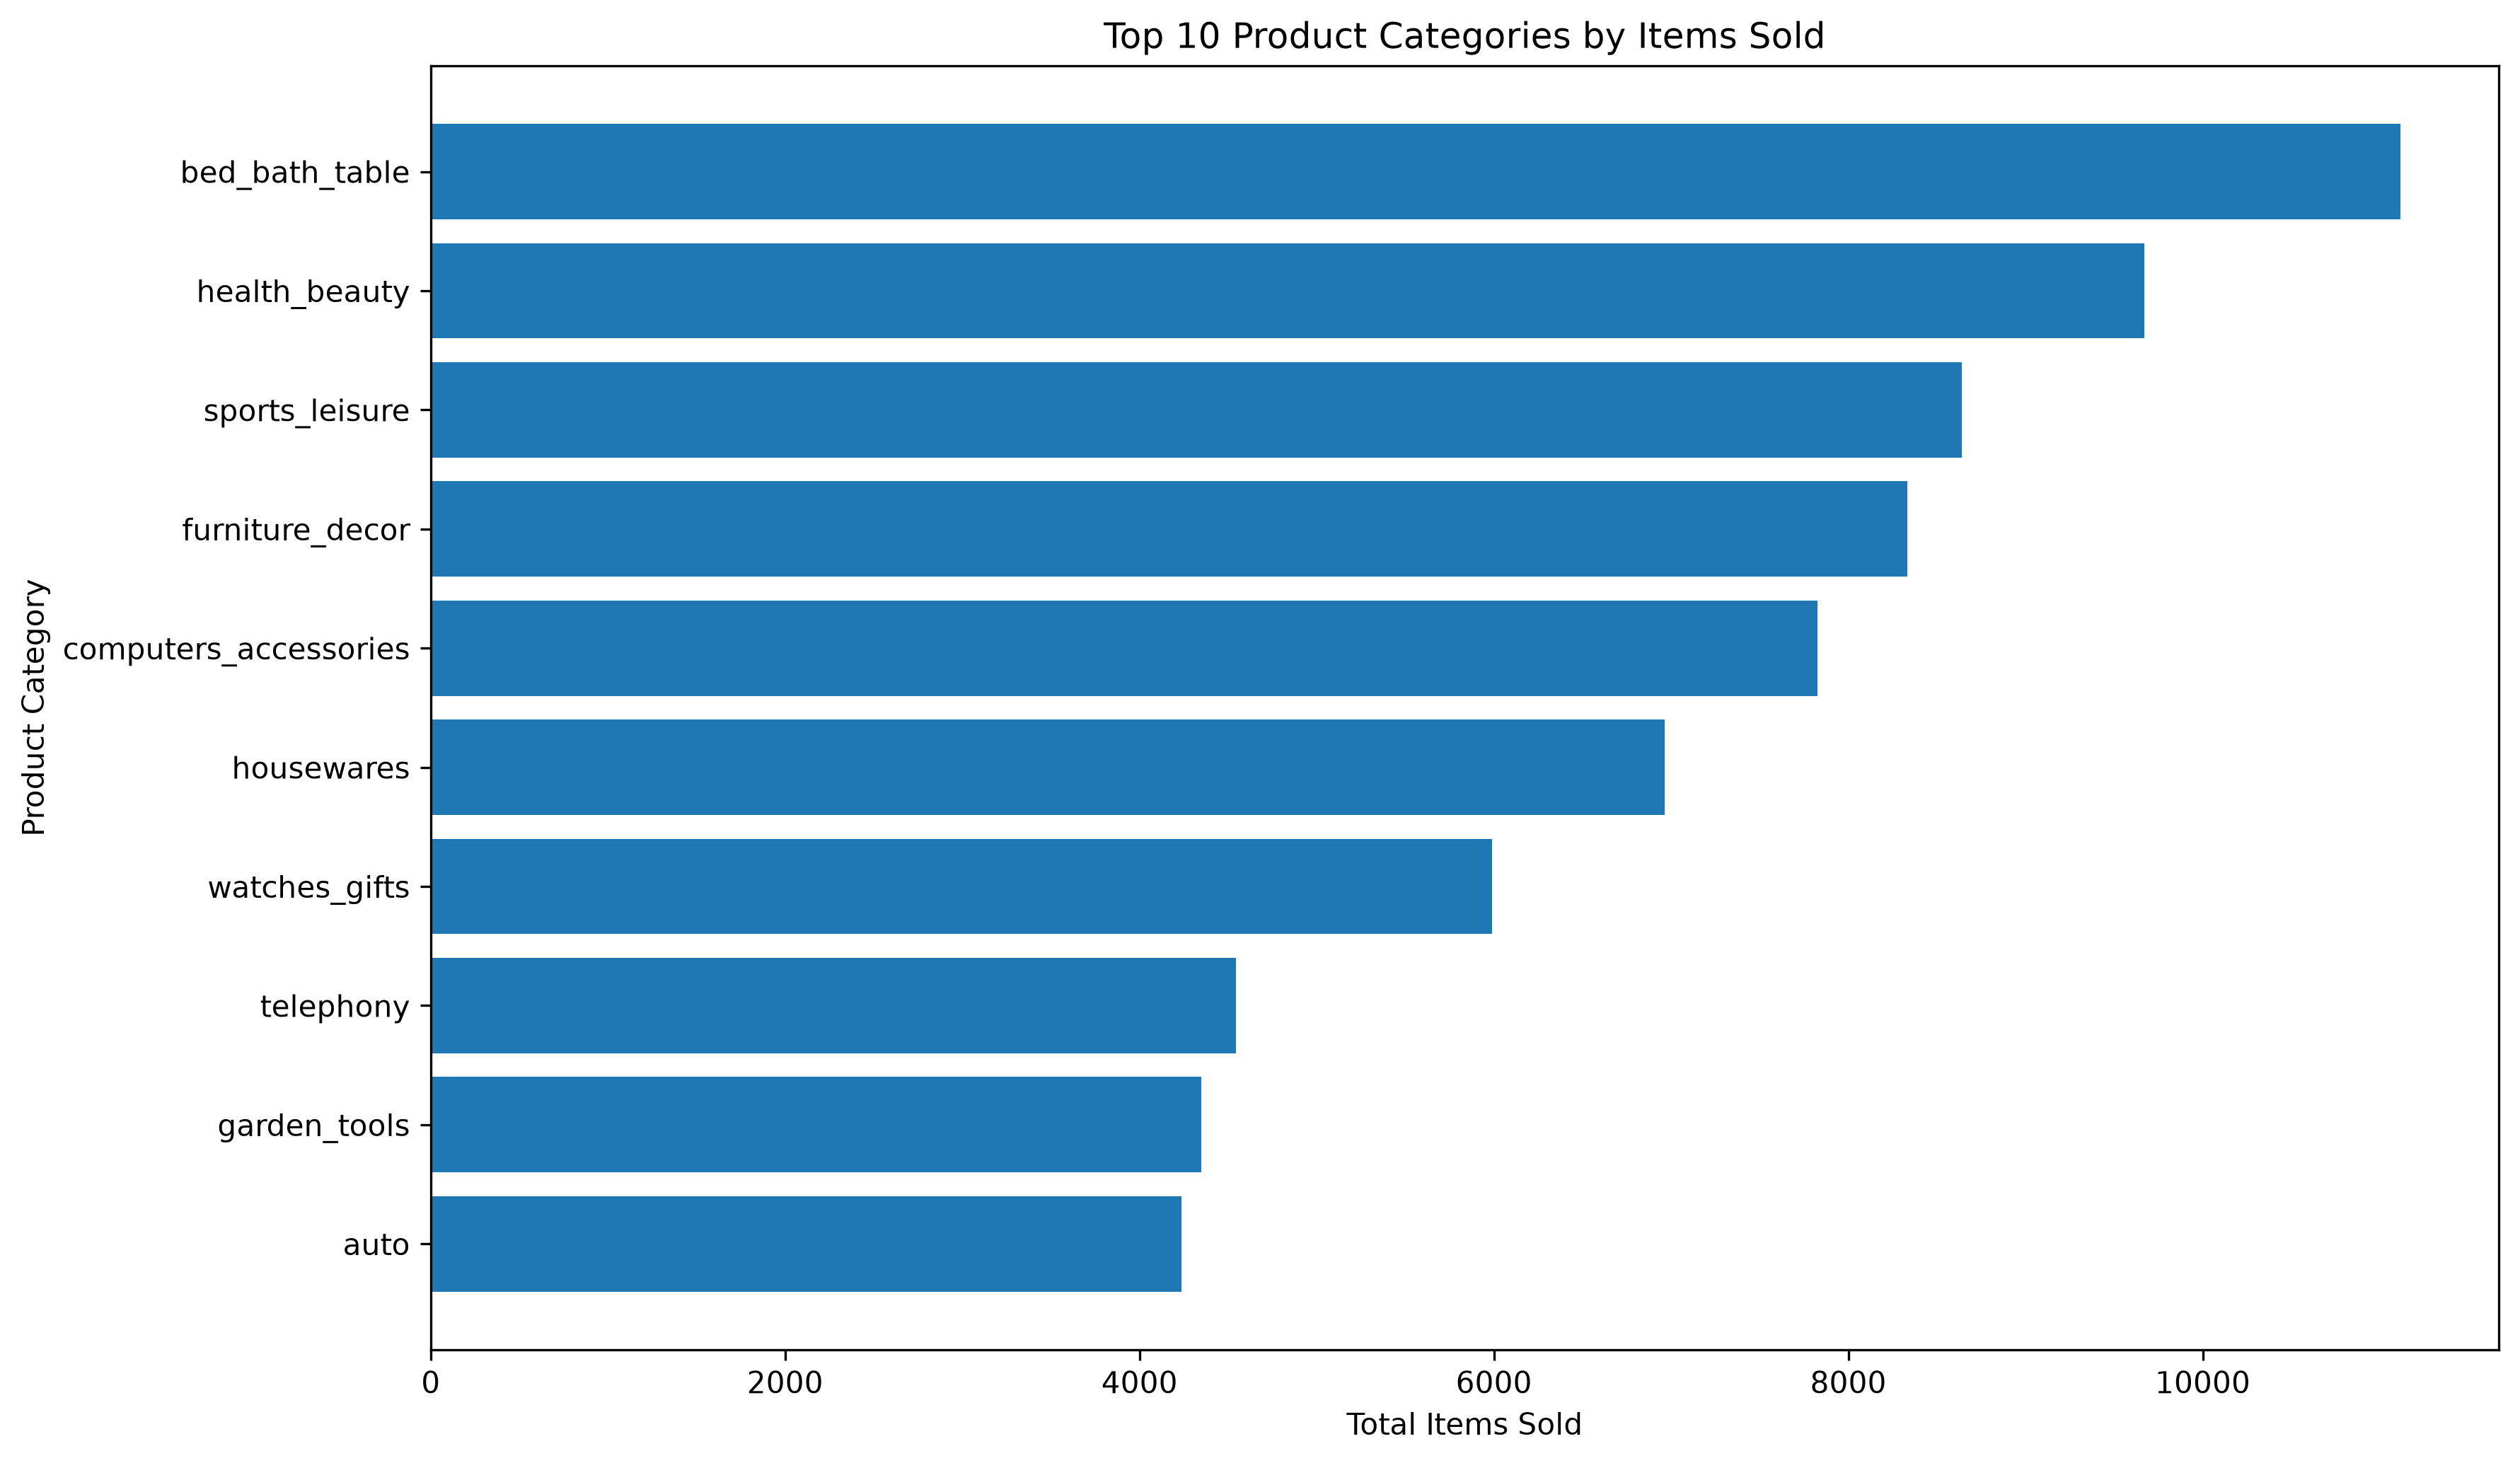 Top 10 Product Categories by Items Sold
Product Category
bed_bath_table
health_beauty
sports_leisure
furniture_decor
computers_accessories
housewares
watches_gifts
telephony
garden_tools
auto
0 2000 4000 6000 8000 10000
Total Items Sold